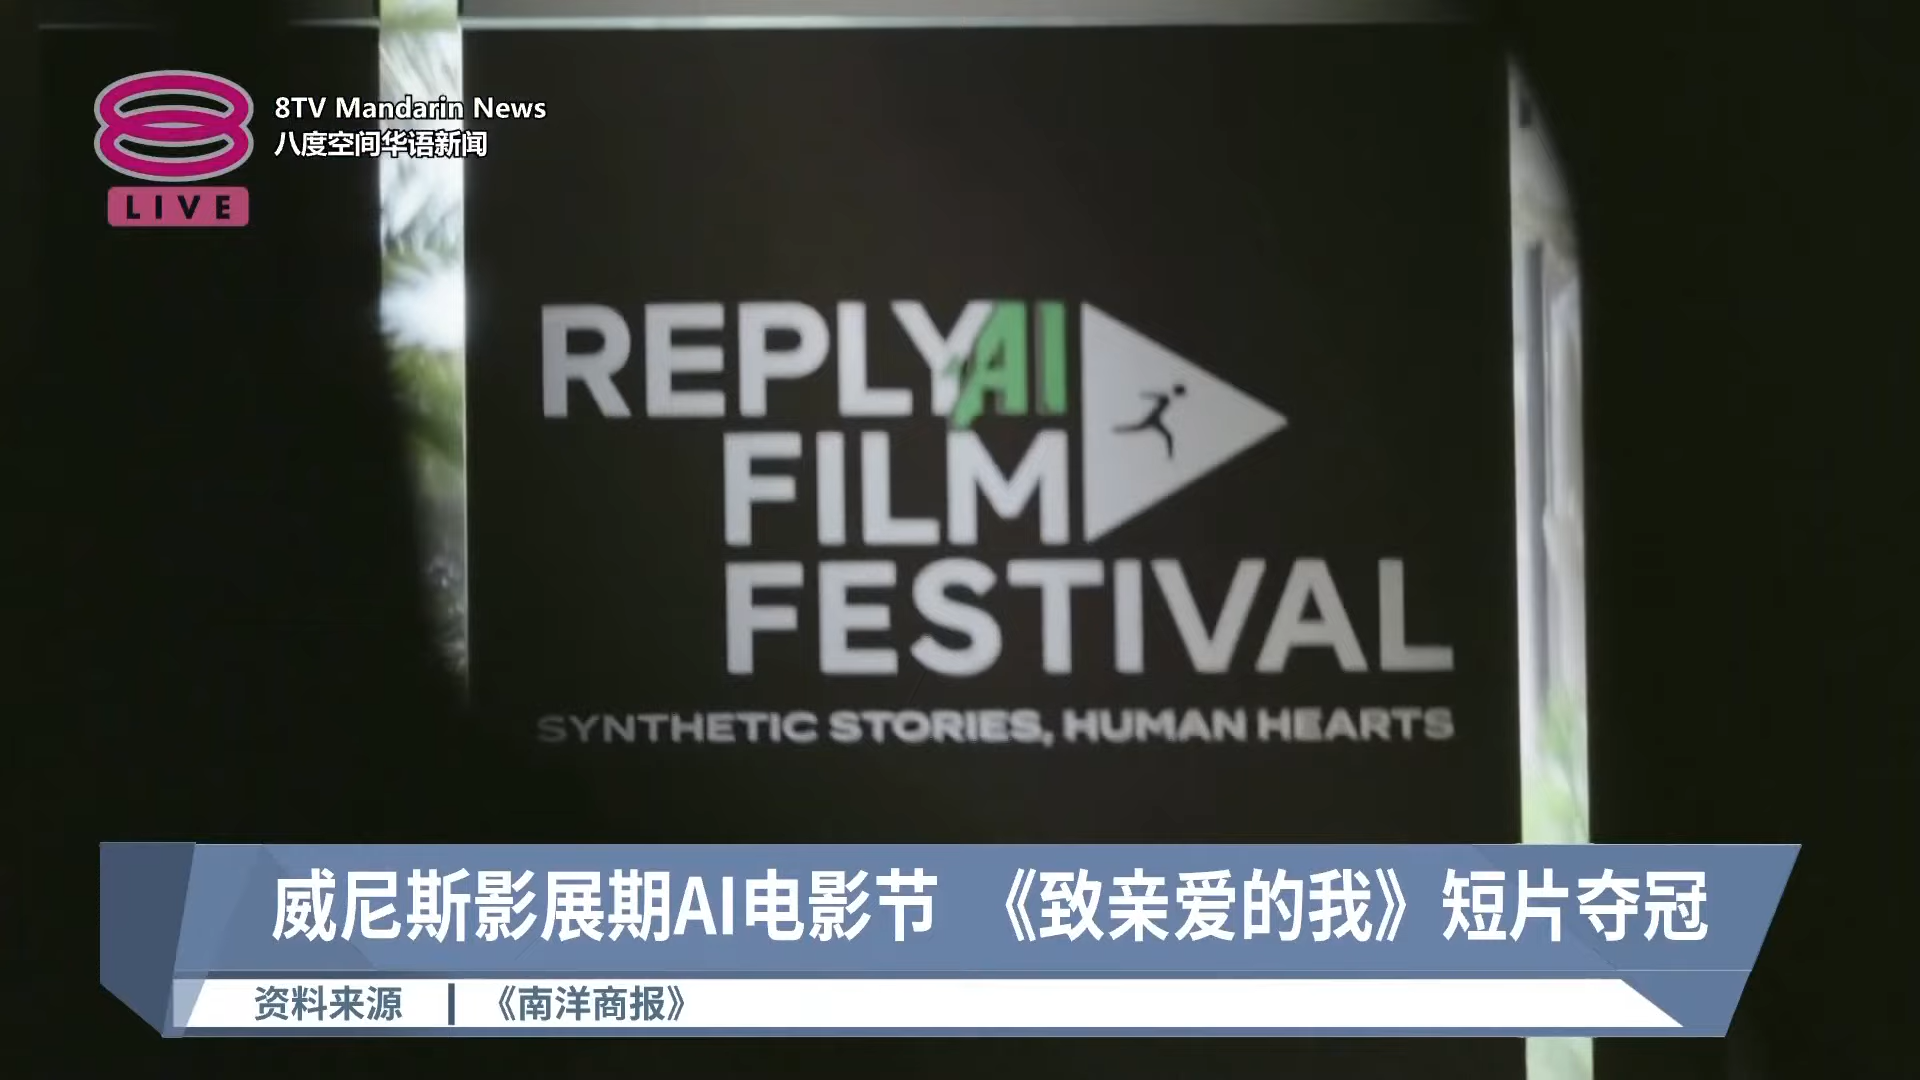 8TV Mandarin News
八度空间华语新闻
LIVE
REPLY AI
FILM
FESTIVAL
SYNTHETIC STORIES, HUMAN HEARTS
威尼斯影展期AI电影节 《致亲爱的我》短片夺冠
资料来源 | 《南洋商报》